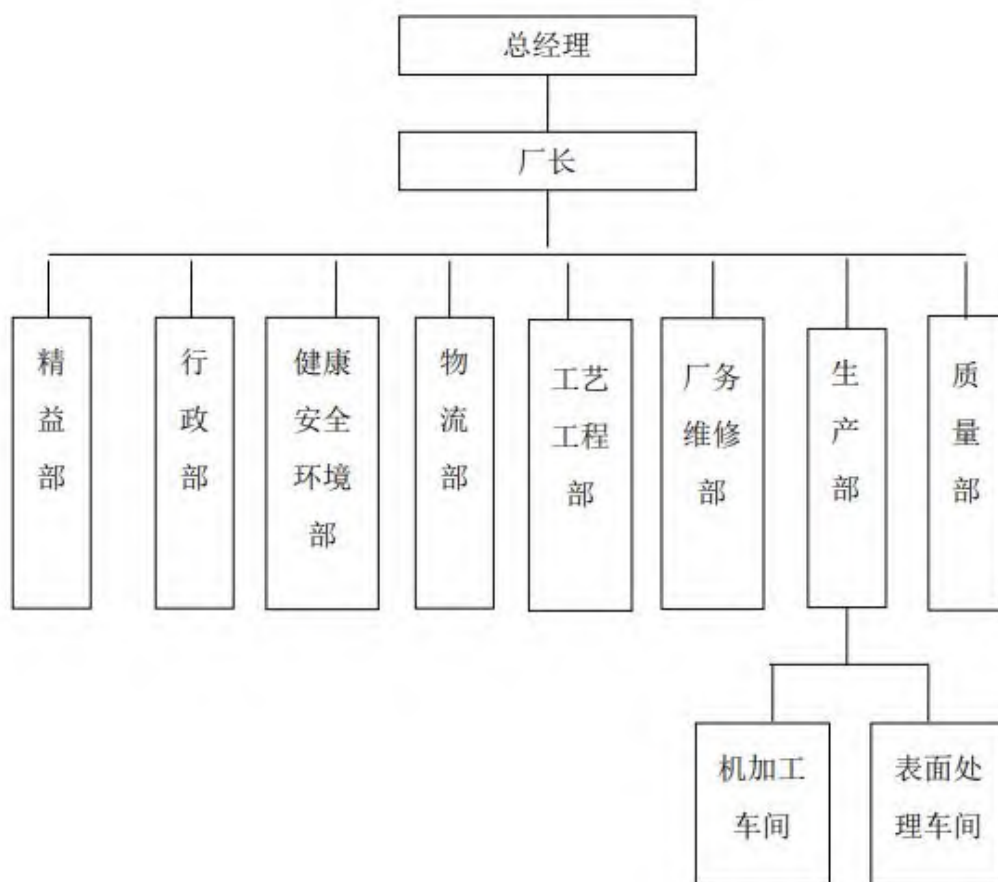 总经理
厂长
精
益
部
行
政
部
健康
安全
环境
部
物
流
部
工艺
工程
部
厂务
维修
部
生
产
部
质
量
部
机加工
车间
表面处
理车间